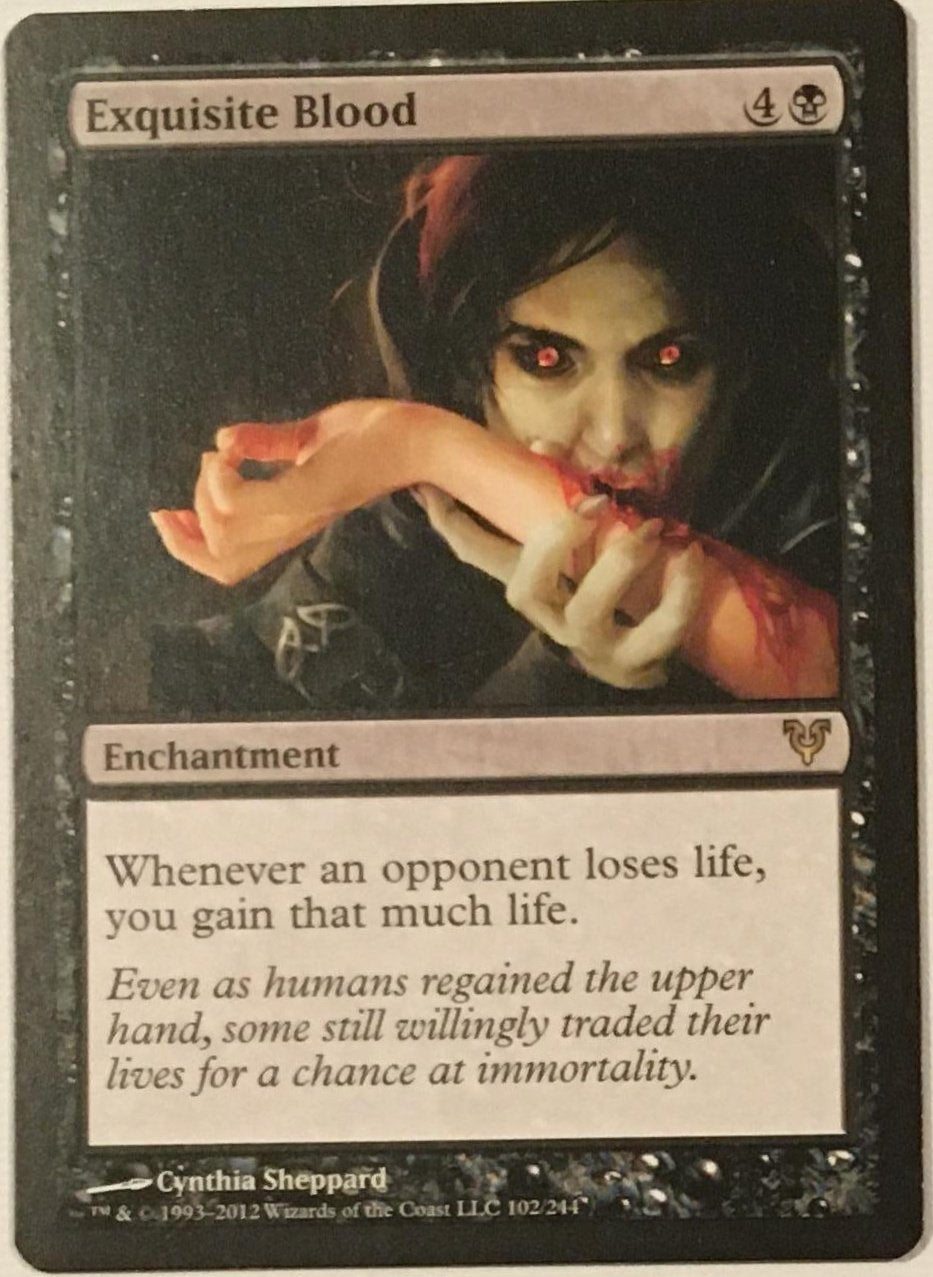 Exquisite Blood 4
Enchantment
Whenever an opponent loses life,
you gain that much life.
Even as humans regained the upper
hand, some still willingly traded their
lives for a chance at immortality.
Cynthia Sheppard
™ & © 1993–2012 Wizards of the Coast LLC 102/244